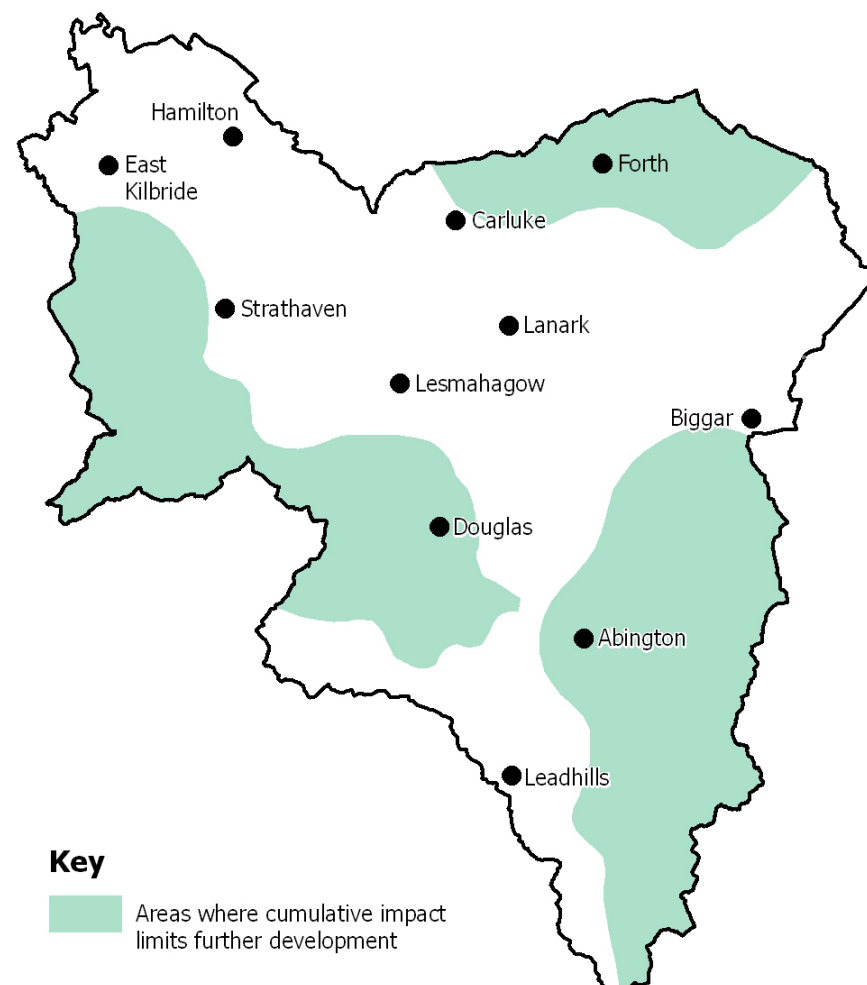 Hamilton
East
Kilbride
Forth
Carluke
Strathaven
Lanark
Lesmahagow
Biggar
Douglas
Abington
Leadhills
Key
Areas where cumulative impact
limits further development